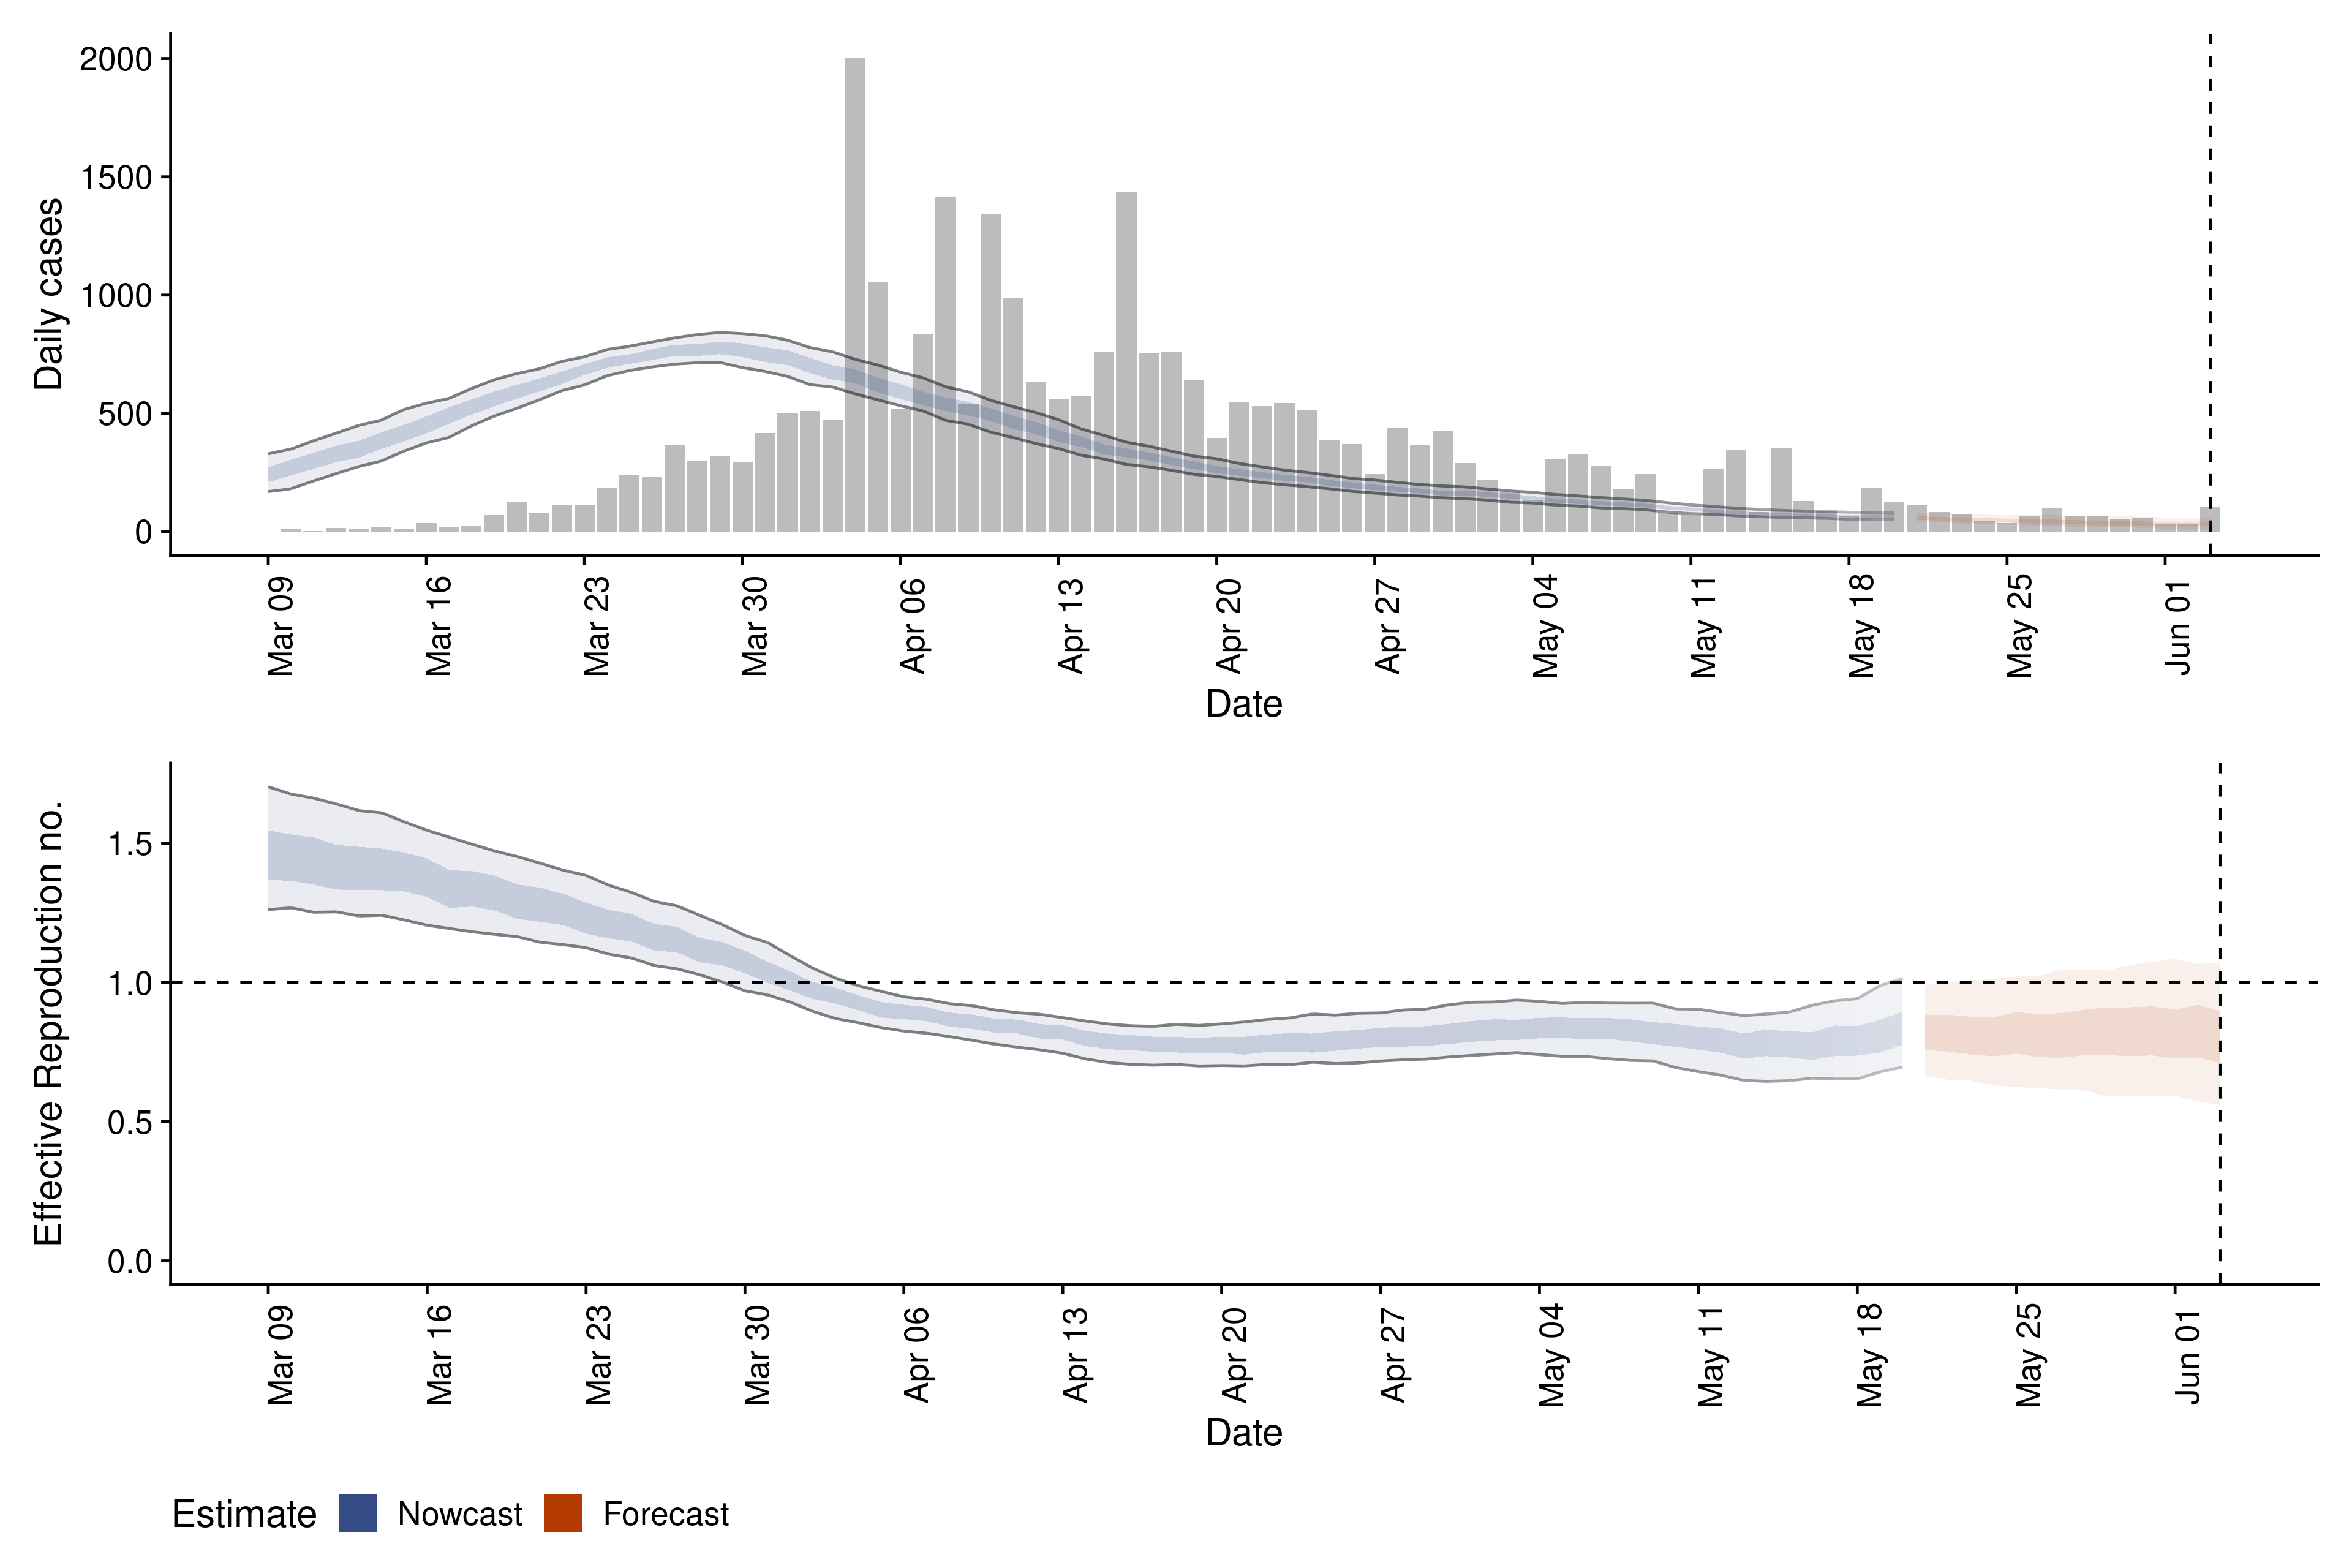 Daily cases
2000
1500
1000
500
0
Mar 09
Mar 16
Mar 23
Mar 30
Apr 06
Apr 13
Apr 20
Apr 27
May 04
May 11
May 18
May 25
Jun 01
Date
Effective Reproduction no.
1.5
1.0
0.5
0.0
Mar 09
Mar 16
Mar 23
Mar 30
Apr 06
Apr 13
Apr 20
Apr 27
May 04
May 11
May 18
May 25
Jun 01
Date
Estimate Nowcast Forecast